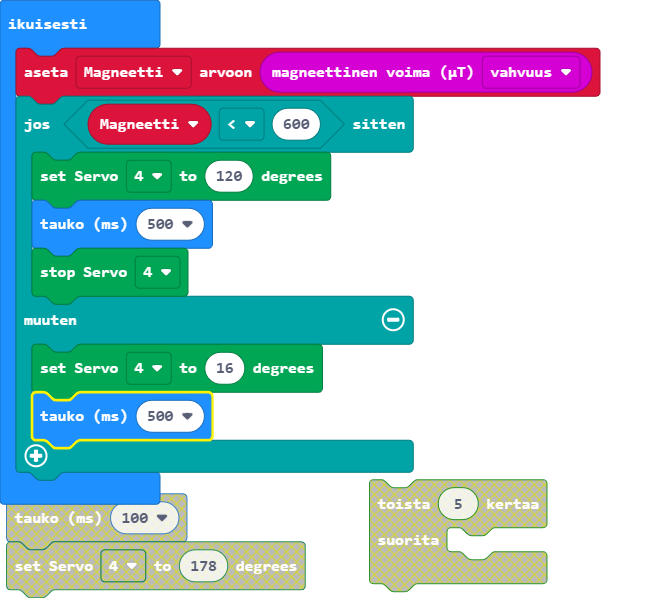 ikuisesti
aseta Magneetti arvoon magneettinen voima (µT) vahvuus
jos Magneetti < 600 sitten
set Servo 4 to 120 degrees
tauko (ms) 500
stop Servo 4
muuten
set Servo 4 to 16 degrees
tauko (ms) 500
tauko (ms) 100
set Servo 4 to 178 degrees
toista 5 kertaa
suorita